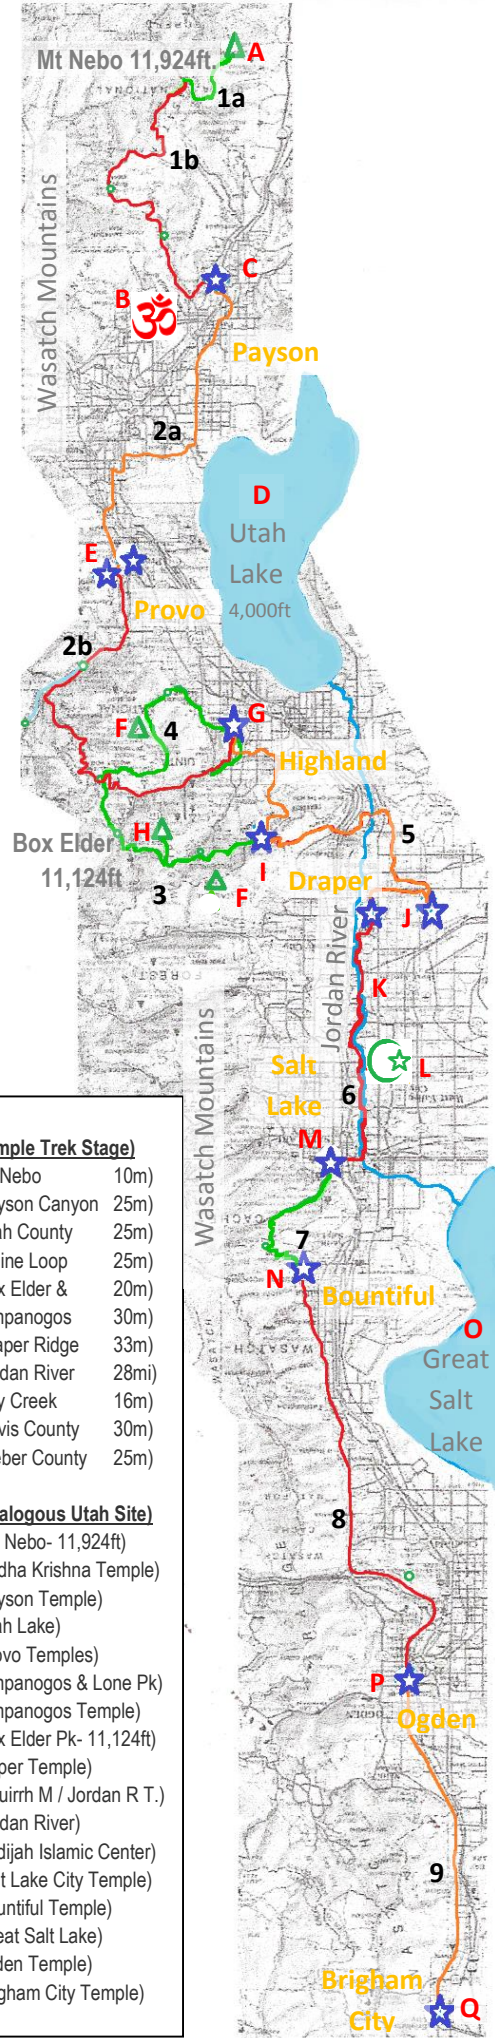 Mt Nebo 11,924ft.
A
1a
1b
Wasatch Mountains
C
B
ॐ
Payson
2a
D
Utah
Lake
4,000ft
E
Provo
2b
F
4
G
Highland
H
Box Elder
11,124ft
I
5
3
F
Draper
J
Jordan River
K
Wasatch Mountains
Salt
Lake
L
6
M
7
N
Bountiful
O
Great
Salt
Lake
8
P
Ogden
9
Brigham
City
Q
mple Trek Stage)
Nebo 10m)
yson Canyon 25m)
ah County 25m)
ine Loop 25m)
x Elder & 20m)
mpanogos 30m)
aper Ridge 33m)
rdan River 28mi)
y Creek 16m)
vis County 30m)
eber County 25m)
alogous Utah Site)
Nebo- 11,924ft)
dha Krishna Temple)
yson Temple)
ah Lake)
ovo Temples)
mpanogos & Lone Pk)
mpanogos Temple)
x Elder Pk- 11,124ft)
per Temple)
uirrh M / Jordan R T.)
dan River)
dijah Islamic Center)
t Lake City Temple)
untiful Temple)
eat Salt Lake)
den Temple)
gham City Temple)